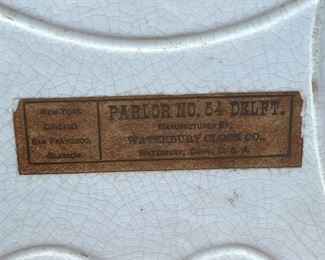 New-York,
Chicago,
San Francisco,
Glasgow.
PARLOR NO. 54 DELFT.
Manufactured By
WATERBURY CLOCK CO.,
Waterbury, Conn., U. S. A.